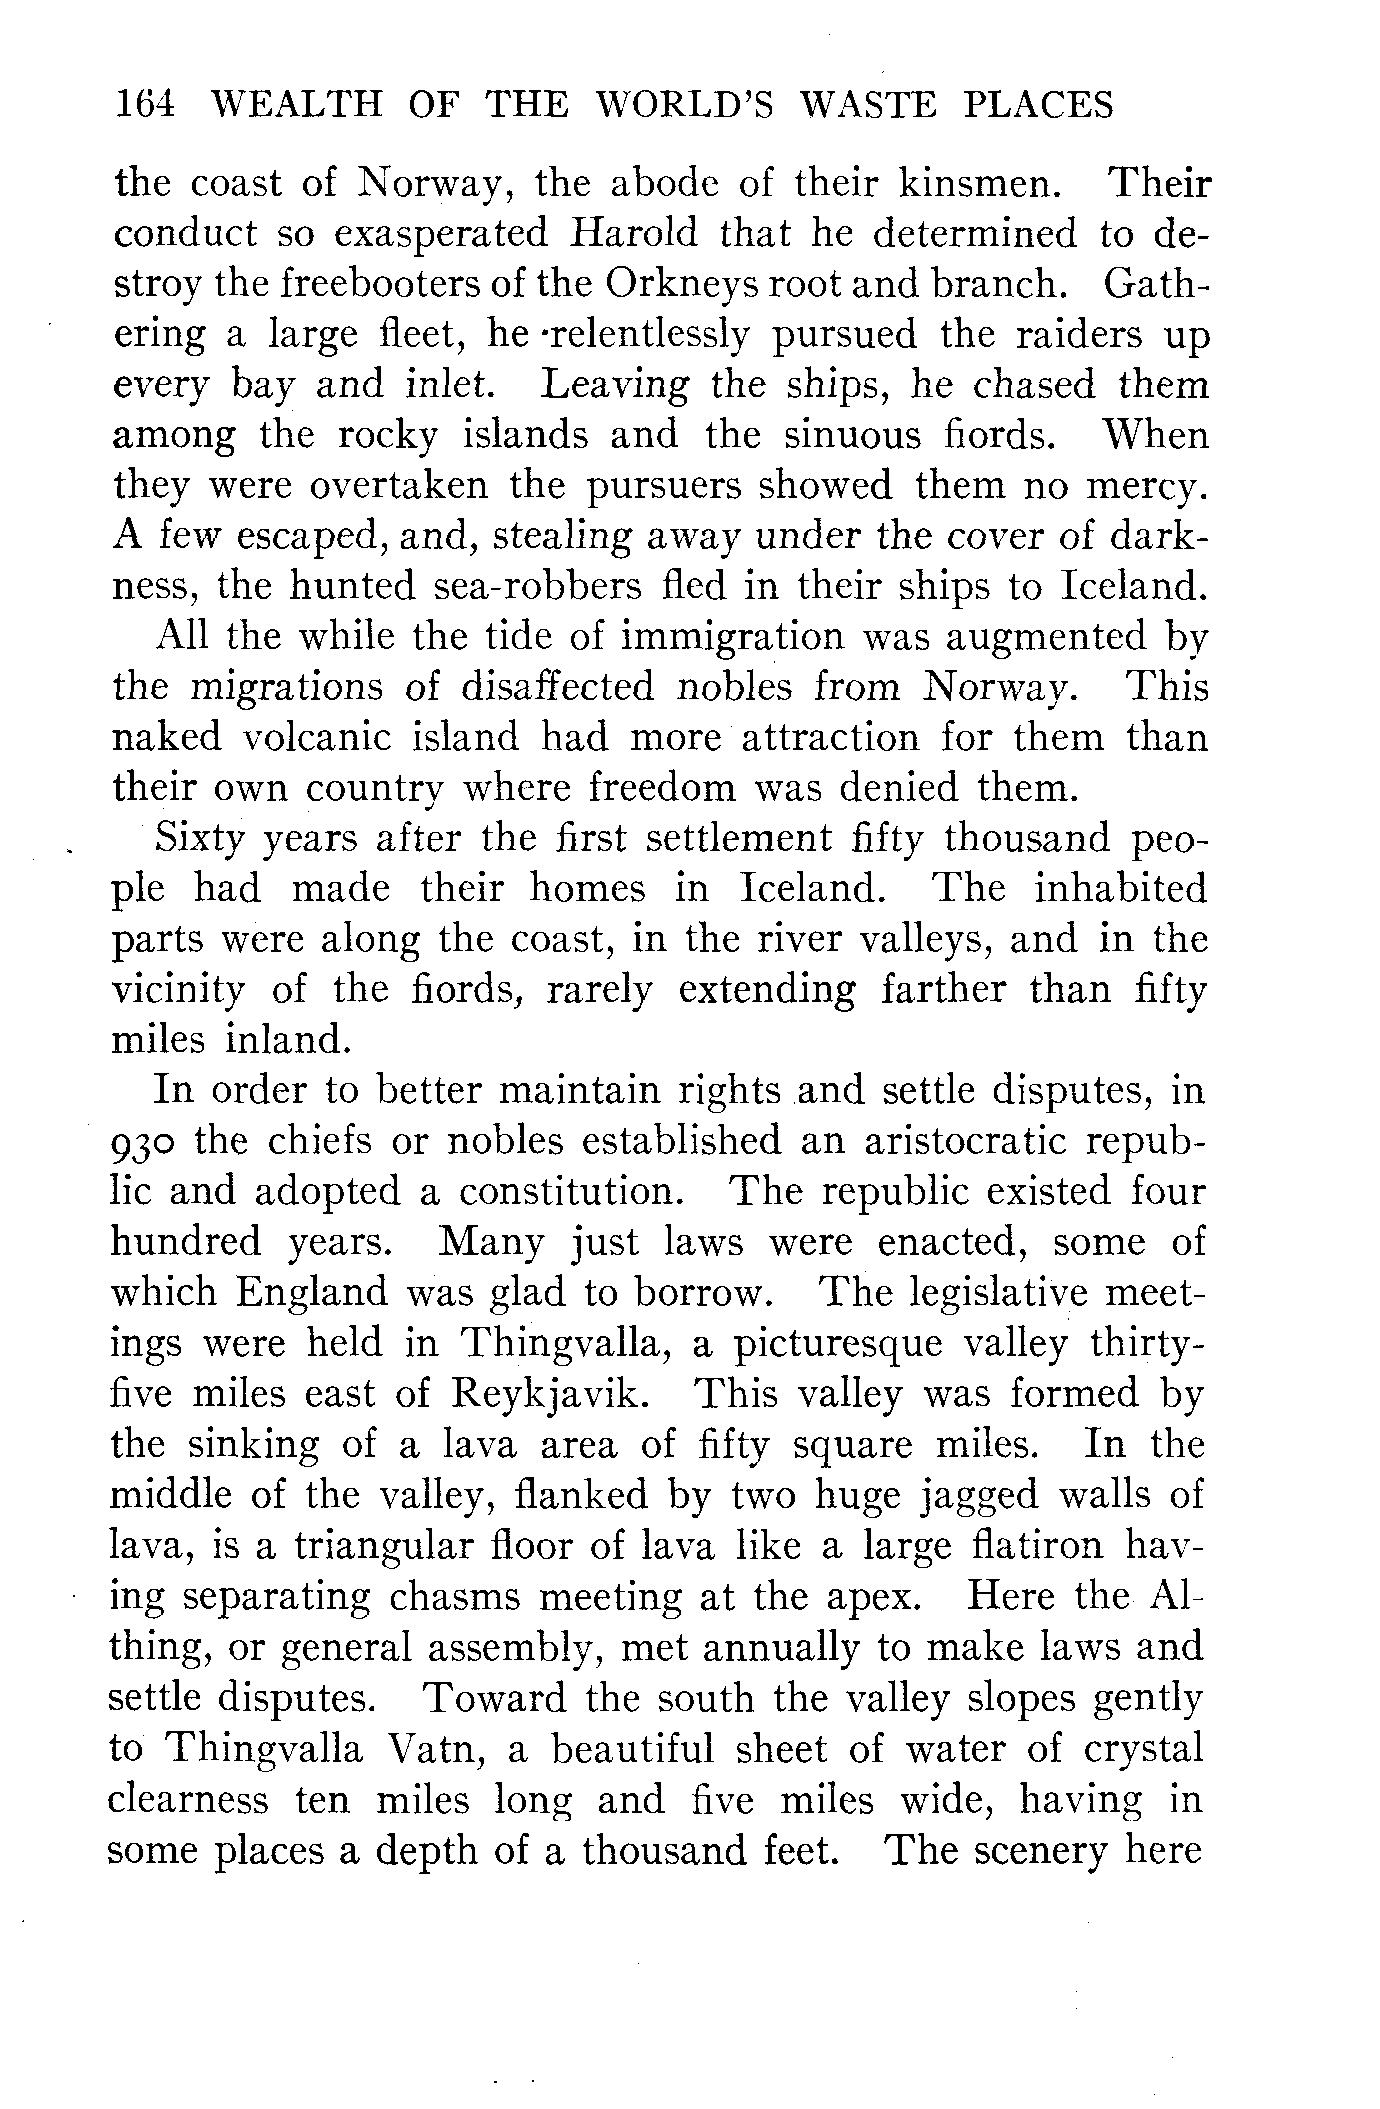 164 WEALTH OF THE WORLD'S WASTE PLACES
the coast of Norway, the abode of their kinsmen. Their
conduct so exasperated Harold that he determined to de-
stroy the freebooters of the Orkneys root and branch. Gath-
ering a large fleet, he relentlessly pursued the raiders up
every bay and inlet. Leaving the ships, he chased them
among the rocky islands and the sinuous fiords. When
they were overtaken the pursuers showed them no mercy.
A few escaped, and, stealing away under the cover of dark-
ness, the hunted sea-robbers fled in their ships to Iceland.
All the while the tide of immigration was augmented by
the migrations of disaffected nobles from Norway. This
naked volcanic island had more attraction for them than
their own country where freedom was denied them.
Sixty years after the first settlement fifty thousand peo-
ple had made their homes in Iceland. The inhabited
parts were along the coast, in the river valleys, and in the
vicinity of the fiords, rarely extending farther than fifty
miles inland.
In order to better maintain rights and settle disputes, in
930 the chiefs or nobles established an aristocratic repub-
lic and adopted a constitution. The republic existed four
hundred years. Many just laws were enacted, some of
which England was glad to borrow. The legislative meet-
ings were held in Thingvalla, a picturesque valley thirty-
five miles east of Reykjavik. This valley was formed by
the sinking of a lava area of fifty square miles. In the
middle of the valley, flanked by two huge jagged walls of
lava, is a triangular floor of lava like a large flatiron hav-
ing separating chasms meeting at the apex. Here the Al-
thing, or general assembly, met annually to make laws and
settle disputes. Toward the south the valley slopes gently
to Thingvalla Vatn, a beautiful sheet of water of crystal
clearness ten miles long and five miles wide, having in
some places a depth of a thousand feet. The scenery here